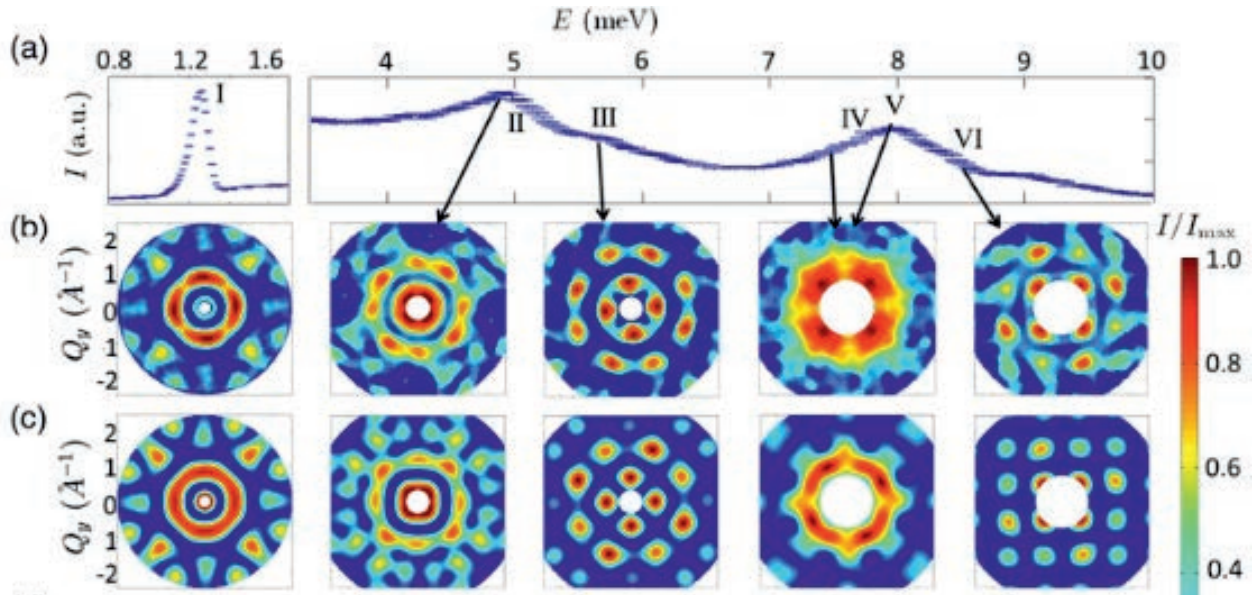 E (meV)
(a) 0.8 1.2 1.6 4 5 6 7 8 9 10
I (a.u.) I II III IV V VI
(b) Q_y (Å⁻¹) 2 1 0 1 -2
I/I_max 1.0
(c) Q_y (Å⁻¹) 2 1 0 1 -2
0.8
0.6
0.4